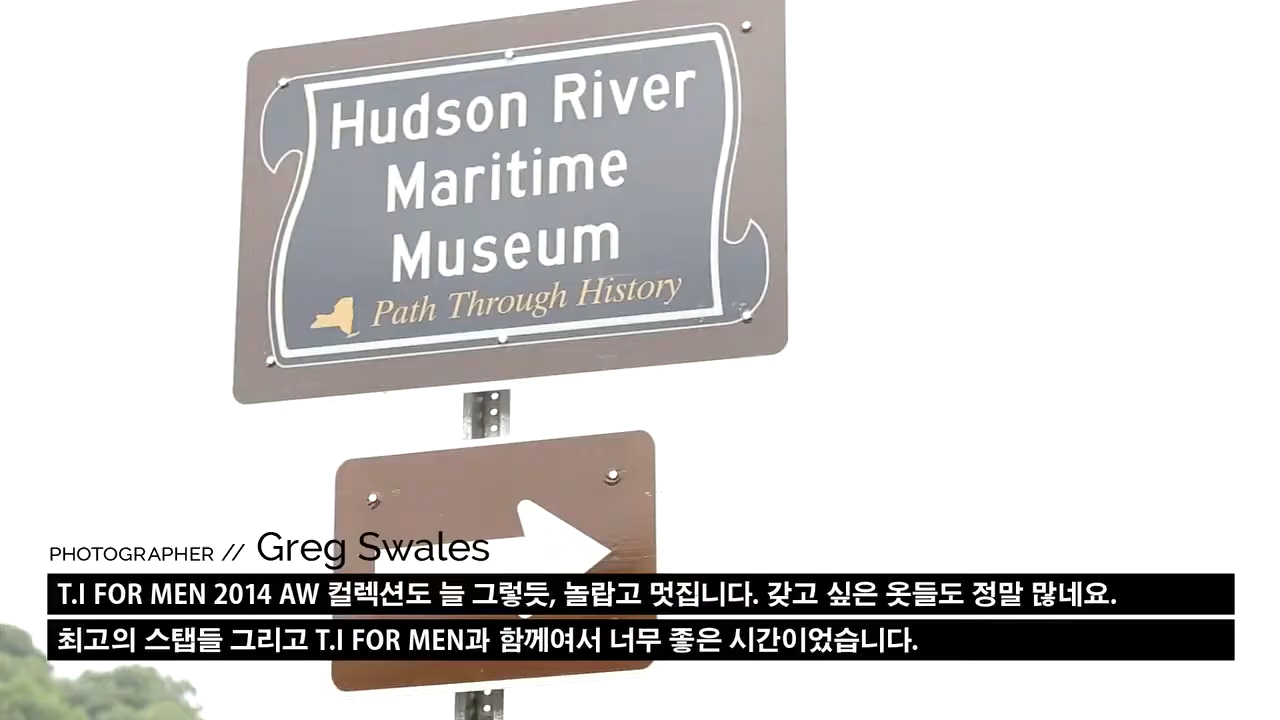 Hudson River
Maritime
Museum
Path Through History
PHOTOGRAPHER // Greg Swales
T.I FOR MEN 2014 AW 컬렉션도 늘 그렇듯, 놀랍고 멋집니다. 갖고 싶은 옷들도 정말 많네요.
최고의 스탭들 그리고 T.I FOR MEN과 함께여서 너무 좋은 시간이었습니다.